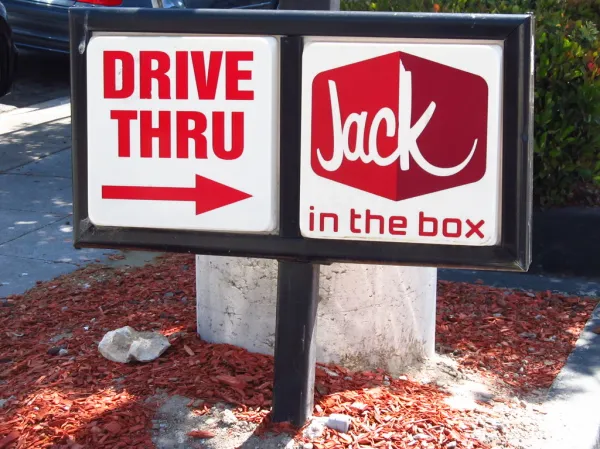 DRIVE
THRU
Jack
in the box